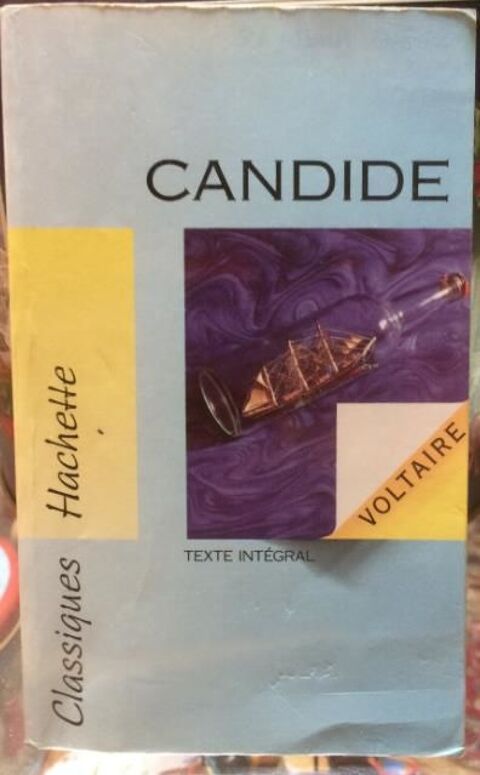 CANDIDE
VOLTAIRE
TEXTE INTÉGRAL
Classiques Hachette